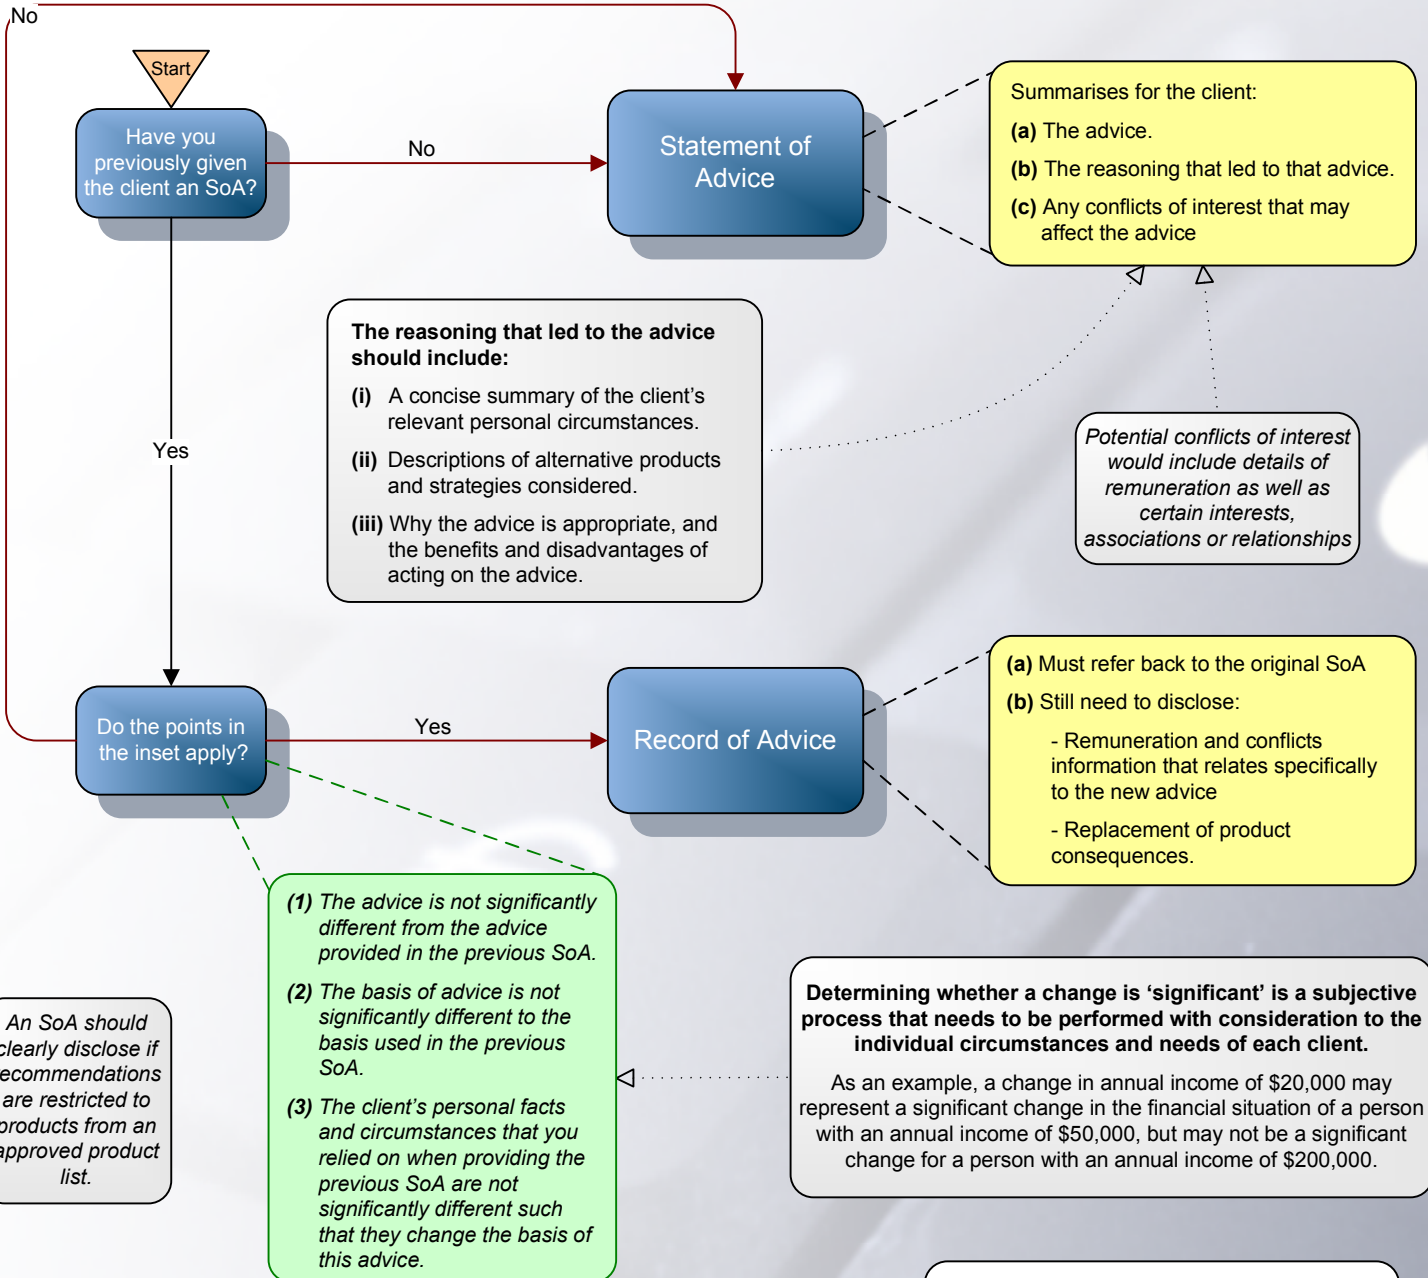 No
Start
Have you
previously given
the client an SoA?
No
Statement of
Advice
Summarises for the client:
(a) The advice.
(b) The reasoning that led to that advice.
(c) Any conflicts of interest that may
affect the advice
The reasoning that led to the advice
should include:
(i) A concise summary of the client’s
relevant personal circumstances.
(ii) Descriptions of alternative products
and strategies considered.
(iii) Why the advice is appropriate, and
the benefits and disadvantages of
acting on the advice.
Potential conflicts of interest
would include details of
remuneration as well as
certain interests,
associations or relationships
Yes
Do the points in
the inset apply?
Yes
Record of Advice
(a) Must refer back to the original SoA
(b) Still need to disclose:
- Remuneration and conflicts
information that relates specifically
to the new advice
- Replacement of product
consequences.
(1) The advice is not significantly
different from the advice
provided in the previous SoA.
(2) The basis of advice is not
significantly different to the
basis used in the previous
SoA.
(3) The client’s personal facts
and circumstances that you
relied on when providing the
previous SoA are not
significantly different such
that they change the basis of
this advice.
An SoA should
clearly disclose if
recommendations
are restricted to
products from an
approved product
list.
Determining whether a change is ‘significant’ is a subjective
process that needs to be performed with consideration to the
individual circumstances and needs of each client.
As an example, a change in annual income of $20,000 may
represent a significant change in the financial situation of a person
with an annual income of $50,000, but may not be a significant
change for a person with an annual income of $200,000.